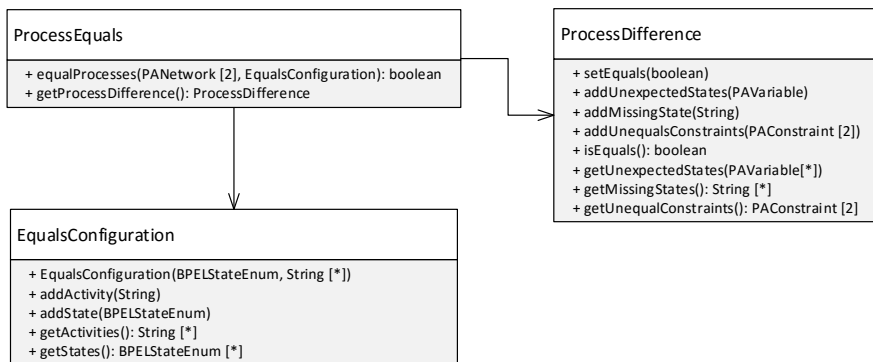 ProcessEquals
+ equalProcesses(PANetwork [2], EqualsConfiguration): boolean
+ getProcessDifference(): ProcessDifference
ProcessDifference
+ setEquals(boolean)
+ addUnexpectedStates(PAVariable)
+ addMissingState(String)
+ addUnequalsConstraints(PAConstraint [2])
+ isEquals(): boolean
+ getUnexpectedStates(PAVariable[*])
+ getMissingStates(): String [*]
+ getUnequalConstraints(): PAConstraint [2]
EqualsConfiguration
+ EqualsConfiguration(BPELStateEnum, String [*])
+ addActivity(String)
+ addState(BPELStateEnum)
+ getActivities(): String [*]
+ getStates(): BPELStateEnum [*]